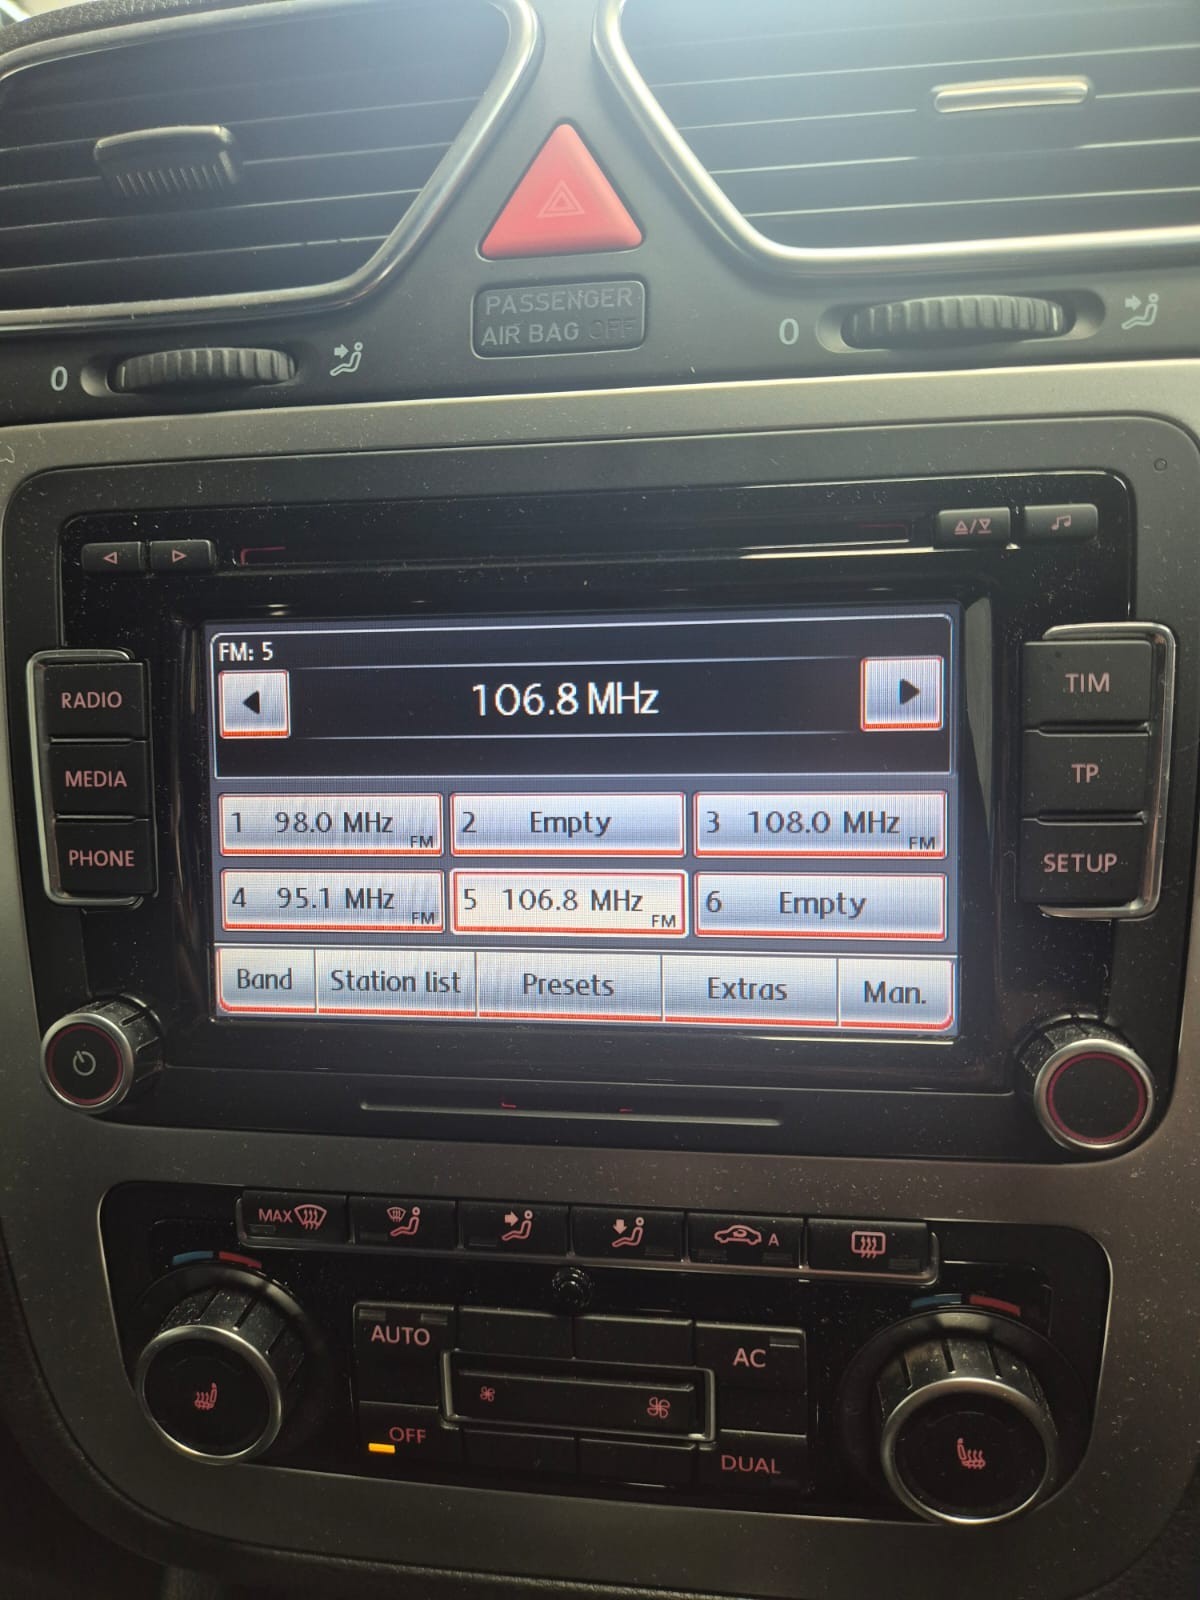 PASSENGER
AIR BAG OFF
0
0
RADIO
MEDIA
PHONE
FM: 5
106.8 MHz
1 98.0 MHz FM
2 Empty
3 108.0 MHz FM
4 95.1 MHz FM
5 106.8 MHz FM
6 Empty
Band
Station list
Presets
Extras
Man.
TIM
TP
SETUP
MAX
A
AUTO
AC
OFF
DUAL